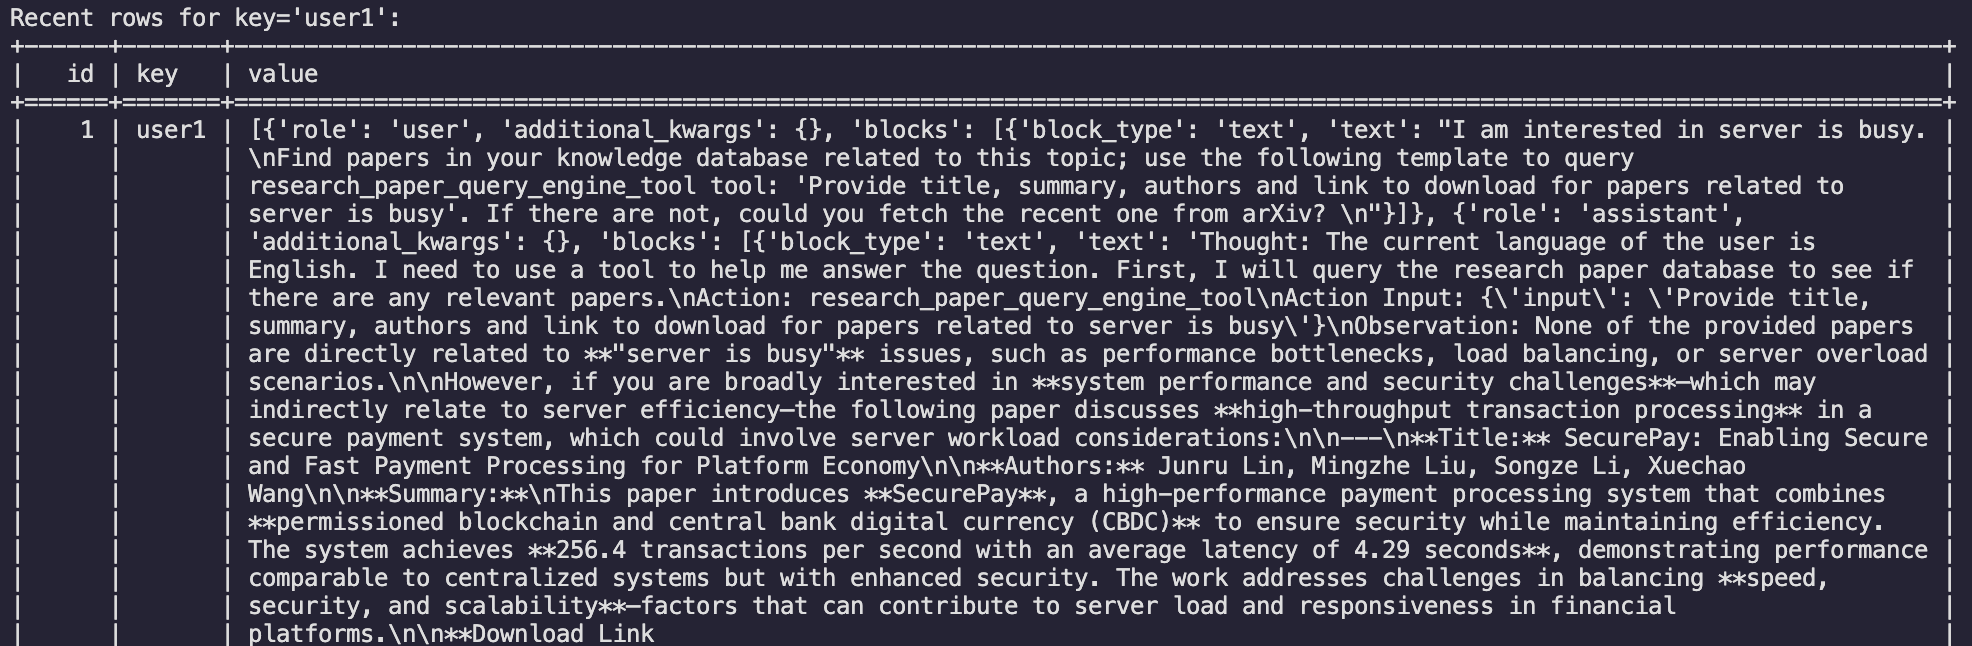 Recent rows for key='user1':
+------+-------+--------------------------------------------------------------------------------------------------------------------------+
|   id | key   | value                                                                                                                    |
+======+=======+==========================================================================================================================+
|    1 | user1 | [{'role': 'user', 'additional_kwargs': {}, 'blocks': [{'block_type': 'text', 'text': "I am interested in server is busy. |
|      |       | \nFind papers in your knowledge database related to this topic; use the following template to query                      |
|      |       | research_paper_query_engine_tool tool: 'Provide title, summary, authors and link to download for papers related to       |
|      |       | server is busy'. If there are not, could you fetch the recent one from arXiv? \n"}]}, {'role': 'assistant',              |
|      |       | 'additional_kwargs': {}, 'blocks': [{'block_type': 'text', 'text': 'Thought: The current language of the user is         |
|      |       | English. I need to use a tool to help me answer the question. First, I will query the research paper database to see if  |
|      |       | there are any relevant papers.\nAction: research_paper_query_engine_tool\nAction Input: {\'input\': \'Provide title,     |
|      |       | summary, authors and link to download for papers related to server is busy\'}\nObservation: None of the provided papers  |
|      |       | are directly related to **"server is busy"** issues, such as performance bottlenecks, load balancing, or server overload |
|      |       | scenarios.\n\nHowever, if you are broadly interested in **system performance and security challenges**—which may         |
|      |       | indirectly relate to server efficiency—the following paper discusses **high-throughput transaction processing** in a     |
|      |       | secure payment system, which could involve server workload considerations:\n\n---\n**Title:** SecurePay: Enabling Secure |
|      |       | and Fast Payment Processing for Platform Economy\n\n**Authors:** Junru Lin, Mingzhe Liu, Songze Li, Xuechao              |
|      |       | Wang\n\n**Summary:**\nThis paper introduces **SecurePay**, a high-performance payment processing system that combines    |
|      |       | **permissioned blockchain and central bank digital currency (CBDC)** to ensure security while maintaining efficiency.    |
|      |       | The system achieves **256.4 transactions per second with an average latency of 4.29 seconds**, demonstrating performance |
|      |       | comparable to centralized systems but with enhanced security. The work addresses challenges in balancing **speed,        |
|      |       | security, and scalability**—factors that can contribute to server load and responsiveness in financial                   |
|      |       | platforms.\n\n**Download Link                                                                                            |